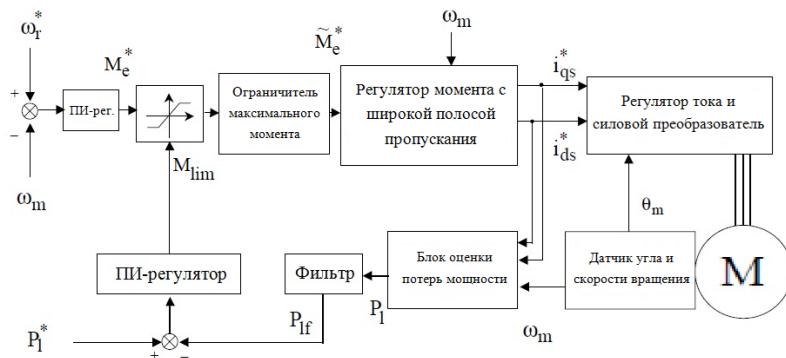 ω*r
M*e
M̃*e
ωm
i*qs
+
−
ПИ-рег.
Ограничитель
максимального
момента
Регулятор момента с
широкой полосой
пропускания
Регулятор тока и
силовой преобразователь
Mlim
i*ds
ωm
θm
ПИ-регулятор
Фильтр
Блок оценки
потерь мощности
Датчик угла и
скорости вращения
М
Plf
Pl
ωm
P*l
+
−